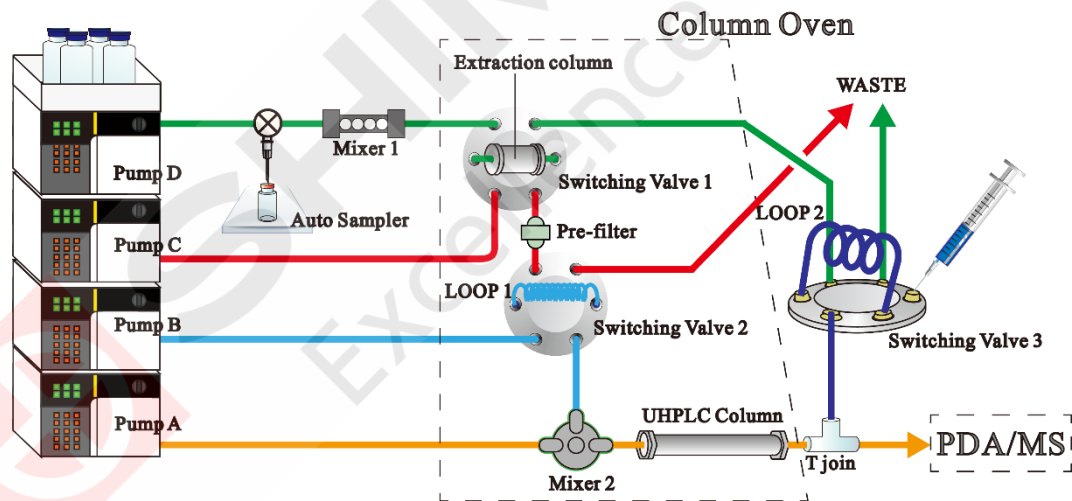 Column Oven
Extraction column
WASTE
Mixer 1
Pump D
Switching Valve 1
Auto Sampler
LOOP 2
Pump C
Pre-filter
LOOP 1
Pump B
Switching Valve 2
Switching Valve 3
UHPLC Column
Pump A
PDA/MS
T join
Mixer 2
Excellence